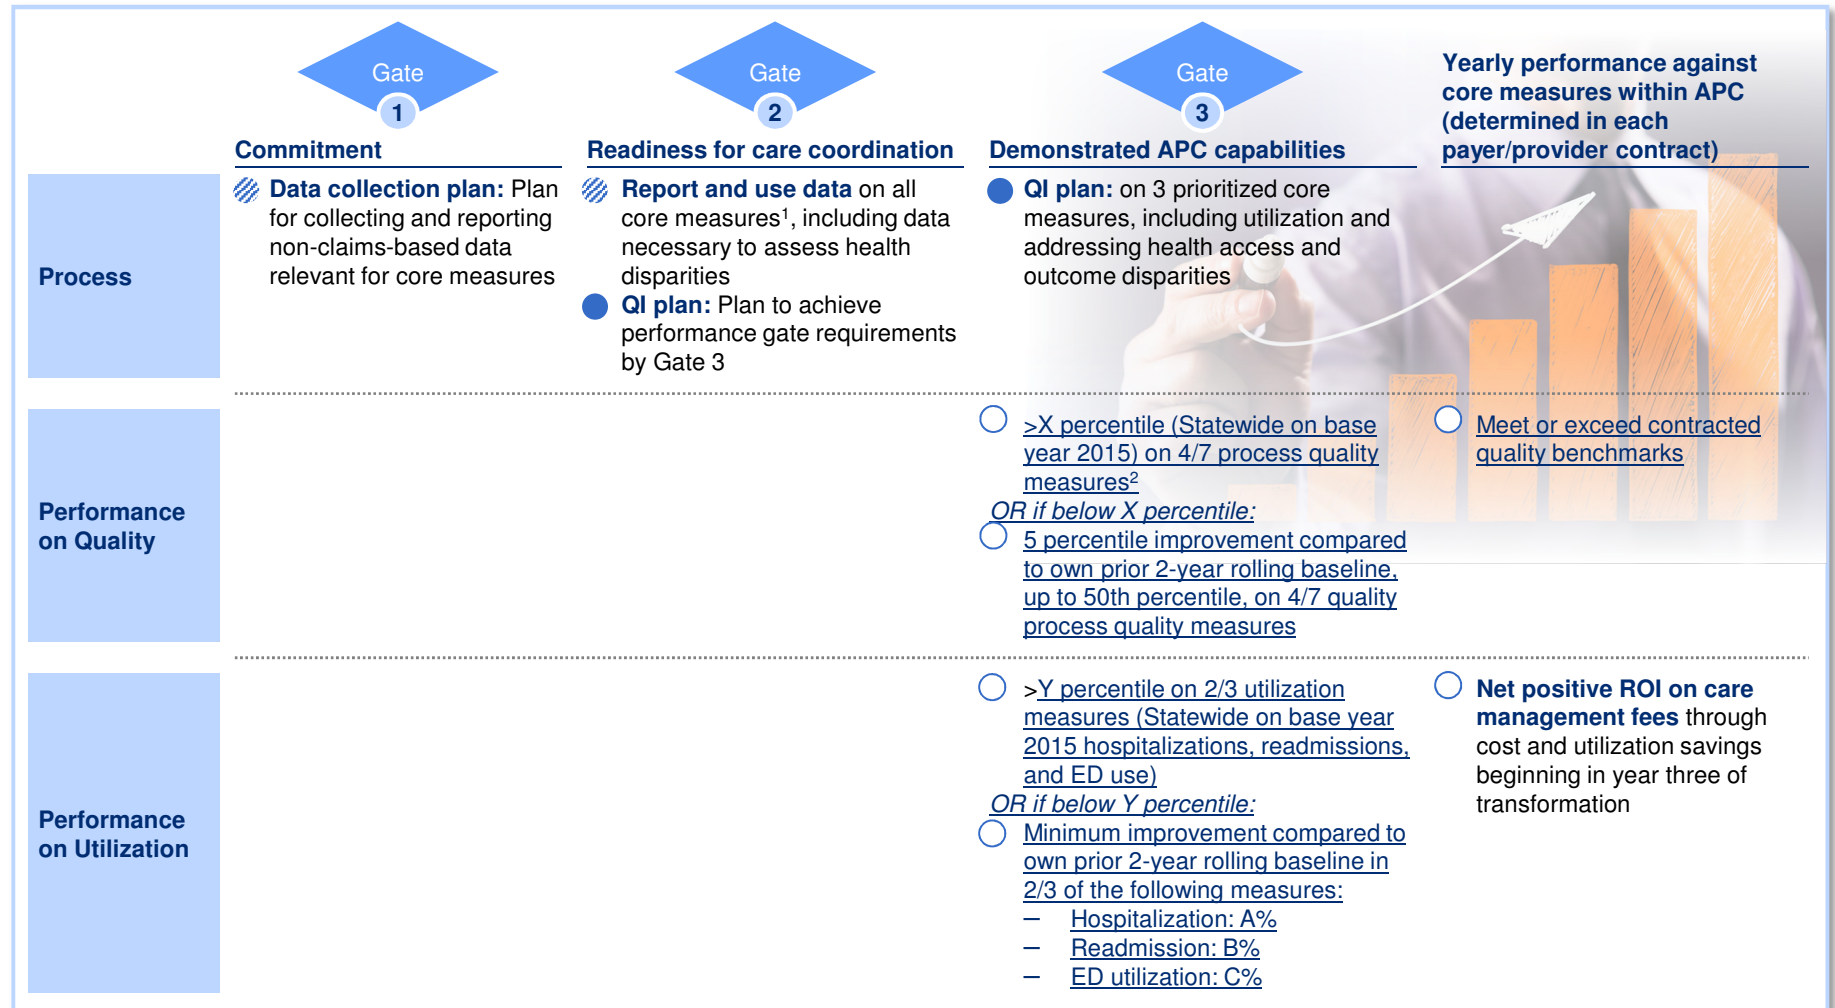 Gate
1
Commitment
Gate
2
Readiness for care coordination
Gate
3
Demonstrated APC capabilities
Yearly performance against
core measures within APC
(determined in each
payer/provider contract)
Process
Data collection plan: Plan
for collecting and reporting
non-claims-based data
relevant for core measures
Report and use data on all
core measures¹, including data
necessary to assess health
disparities
QI plan: Plan to achieve
performance gate requirements
by Gate 3
QI plan: on 3 prioritized core
measures, including utilization and
addressing health access and
outcome disparities
Performance
on Quality
>X percentile (Statewide on base
year 2015) on 4/7 process quality
measures²
OR if below X percentile:
5 percentile improvement compared
to own prior 2-year rolling baseline,
up to 50th percentile, on 4/7 quality
process quality measures
Meet or exceed contracted
quality benchmarks
Performance
on Utilization
>Y percentile on 2/3 utilization
measures (Statewide on base year
2015 hospitalizations, readmissions,
and ED use)
OR if below Y percentile:
Minimum improvement compared to
own prior 2-year rolling baseline in
2/3 of the following measures:
– Hospitalization: A%
– Readmission: B%
– ED utilization: C%
Net positive ROI on care
management fees through
cost and utilization savings
beginning in year three of
transformation